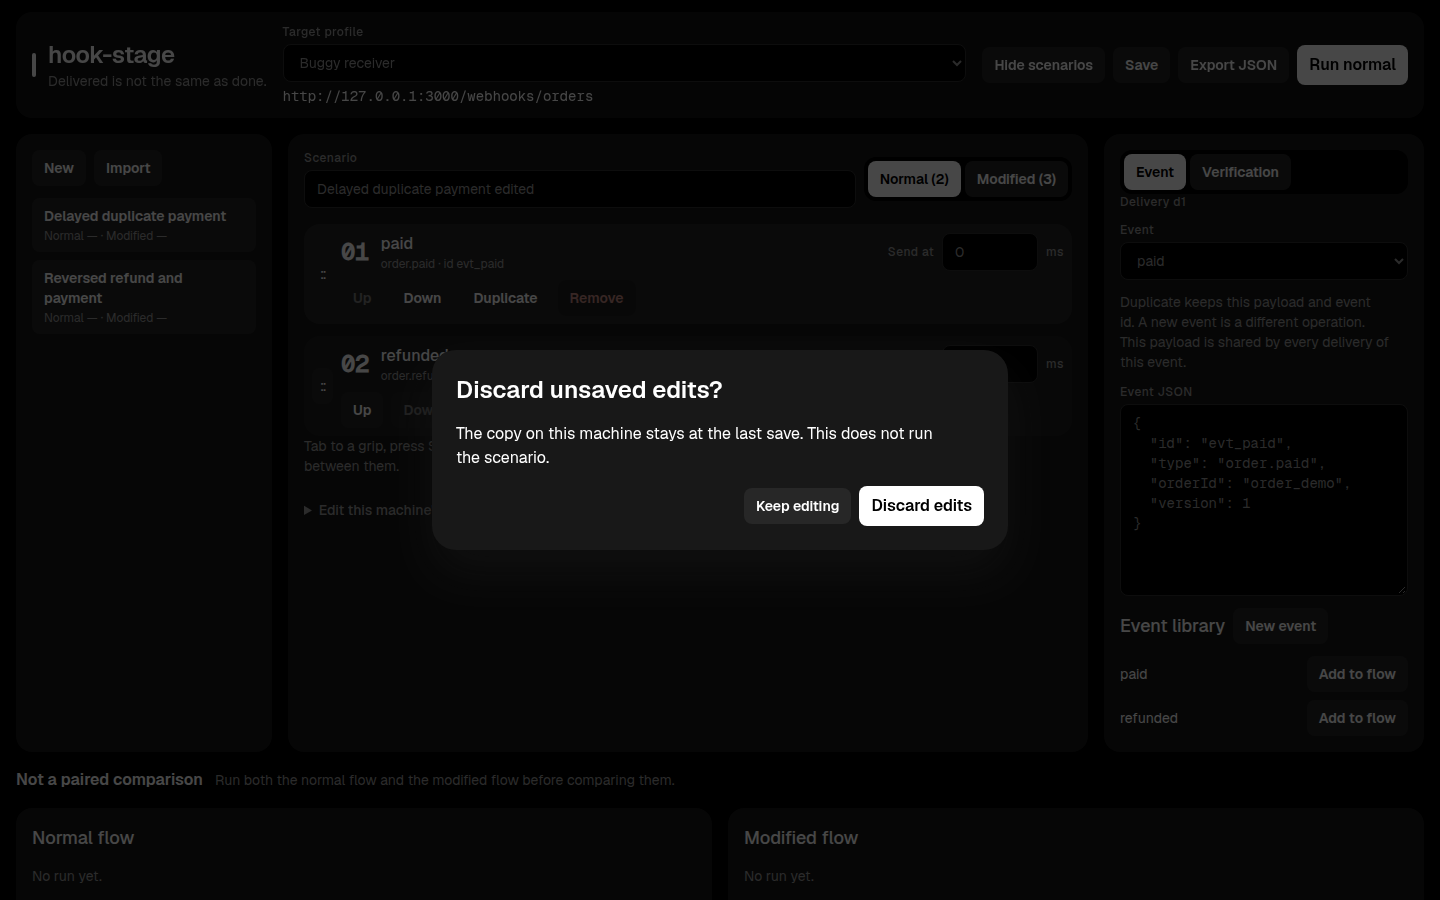 hook-stage
Delivered is not the same as done.
Target profile
Buggy receiver
http://127.0.0.1:3000/webhooks/orders
Hide scenarios
Save
Export JSON
Run normal
New
Import
Delayed duplicate payment
Normal — · Modified —
Reversed refund and
payment
Normal — · Modified —
Scenario
Delayed duplicate payment edited
Normal (2)
Modified (3)
01
paid
order.paid · id evt_paid
Send at
0
ms
Up
Down
Duplicate
Remove
02
refunded
order.refu
ms
Up
Dow
Tab to a grip, press
between them.
Edit this machine
Discard unsaved edits?
The copy on this machine stays at the last save. This does not run
the scenario.
Keep editing
Discard edits
Event
Verification
Delivery d1
Event
paid
Duplicate keeps this payload and event
id. A new event is a different operation.
This payload is shared by every delivery of
this event.
Event JSON
{
"id": "evt_paid",
"type": "order.paid",
"orderId": "order_demo",
"version": 1
}
Event library
New event
paid
Add to flow
refunded
Add to flow
Not a paired comparison
Run both the normal flow and the modified flow before comparing them.
Normal flow
No run yet.
Modified flow
No run yet.